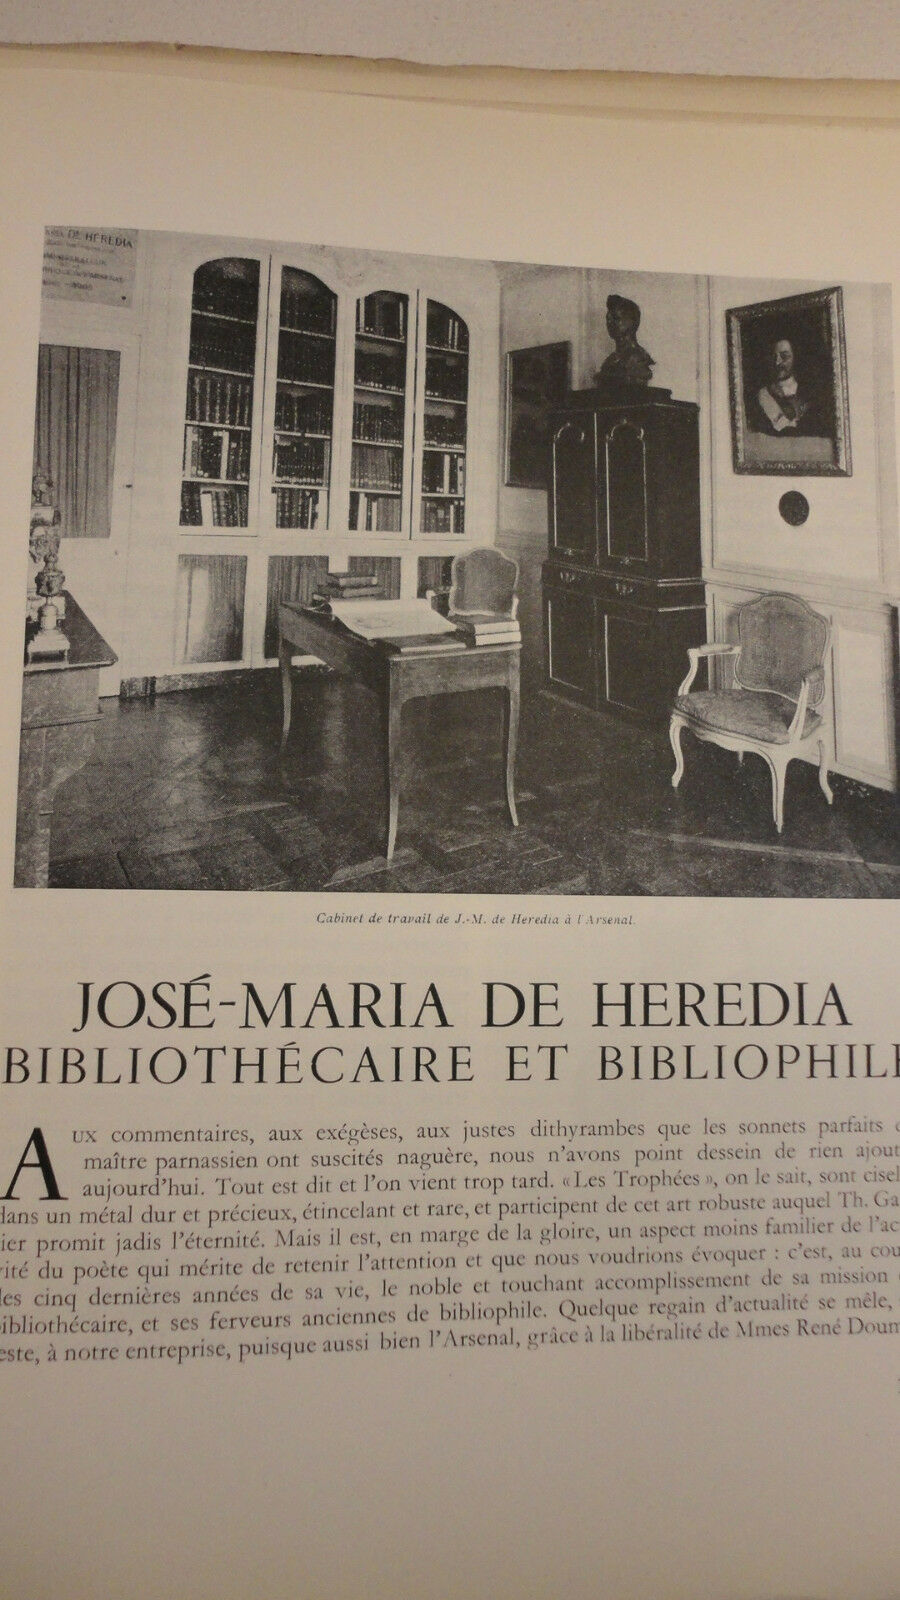 DE HEREDIA
Cabinet de travail de J.-M. de Heredia à l'Arsenal.
JOSÉ-MARIA DE HEREDIA
BIBLIOTHÉCAIRE ET BIBLIOPHIL
AUX commentaires, aux exégèses, aux justes dithyrambes que les sonnets parfaits
maître parnassien ont suscités naguère, nous n'avons point dessein de rien ajout
aujourd'hui. Tout est dit et l'on vient trop tard. «Les Trophées», on le sait, sont cisel
dans un métal dur et précieux, étincelant et rare, et participent de cet art robuste auquel Th. Ga
ier promit jadis l'éternité. Mais il est, en marge de la gloire, un aspect moins familier de l'ac
vité du poète qui mérite de retenir l'attention et que nous voudrions évoquer : c'est, au cou
les cinq dernières années de sa vie, le noble et touchant accomplissement de sa mission
bibliothécaire, et ses ferveurs anciennes de bibliophile. Quelque regain d'actualité se mêle,
este, à notre entreprise, puisque aussi bien l'Arsenal, grâce à la libéralité de Mmes René Doum